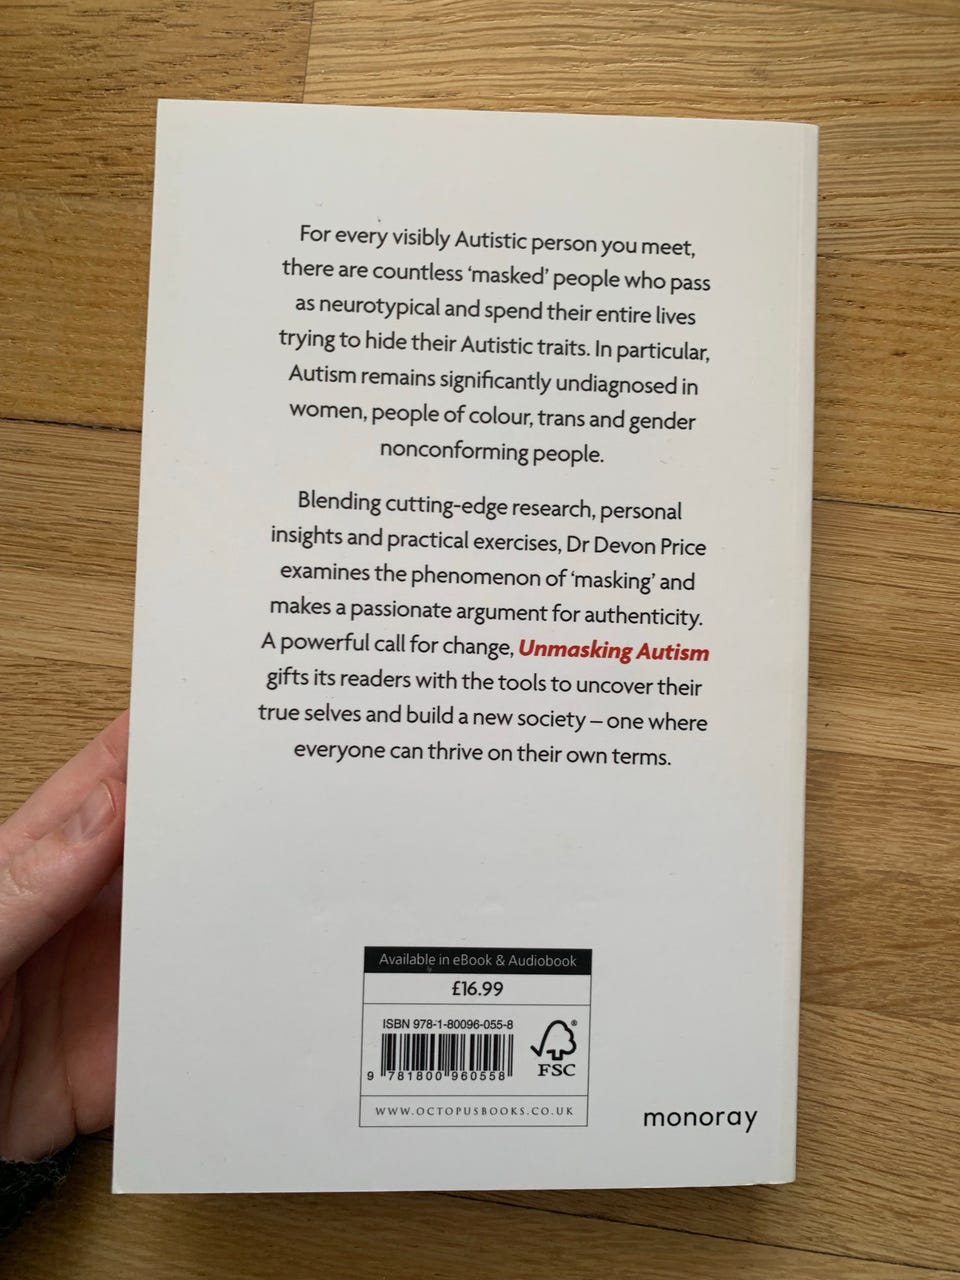 For every visibly Autistic person you meet,
there are countless ‘masked’ people who pass
as neurotypical and spend their entire lives
trying to hide their Autistic traits. In particular,
Autism remains significantly undiagnosed in
women, people of colour, trans and gender
nonconforming people.
Blending cutting-edge research, personal
insights and practical exercises, Dr Devon Price
examines the phenomenon of ‘masking’ and
makes a passionate argument for authenticity.
A powerful call for change, Unmasking Autism
gifts its readers with the tools to uncover their
true selves and build a new society – one where
everyone can thrive on their own terms.
Available in eBook & Audiobook
£16.99
ISBN 978-1-80096-055-8
9 781800 960558
®
FSC
WWW.OCTOPUSBOOKS.CO.UK
monoray